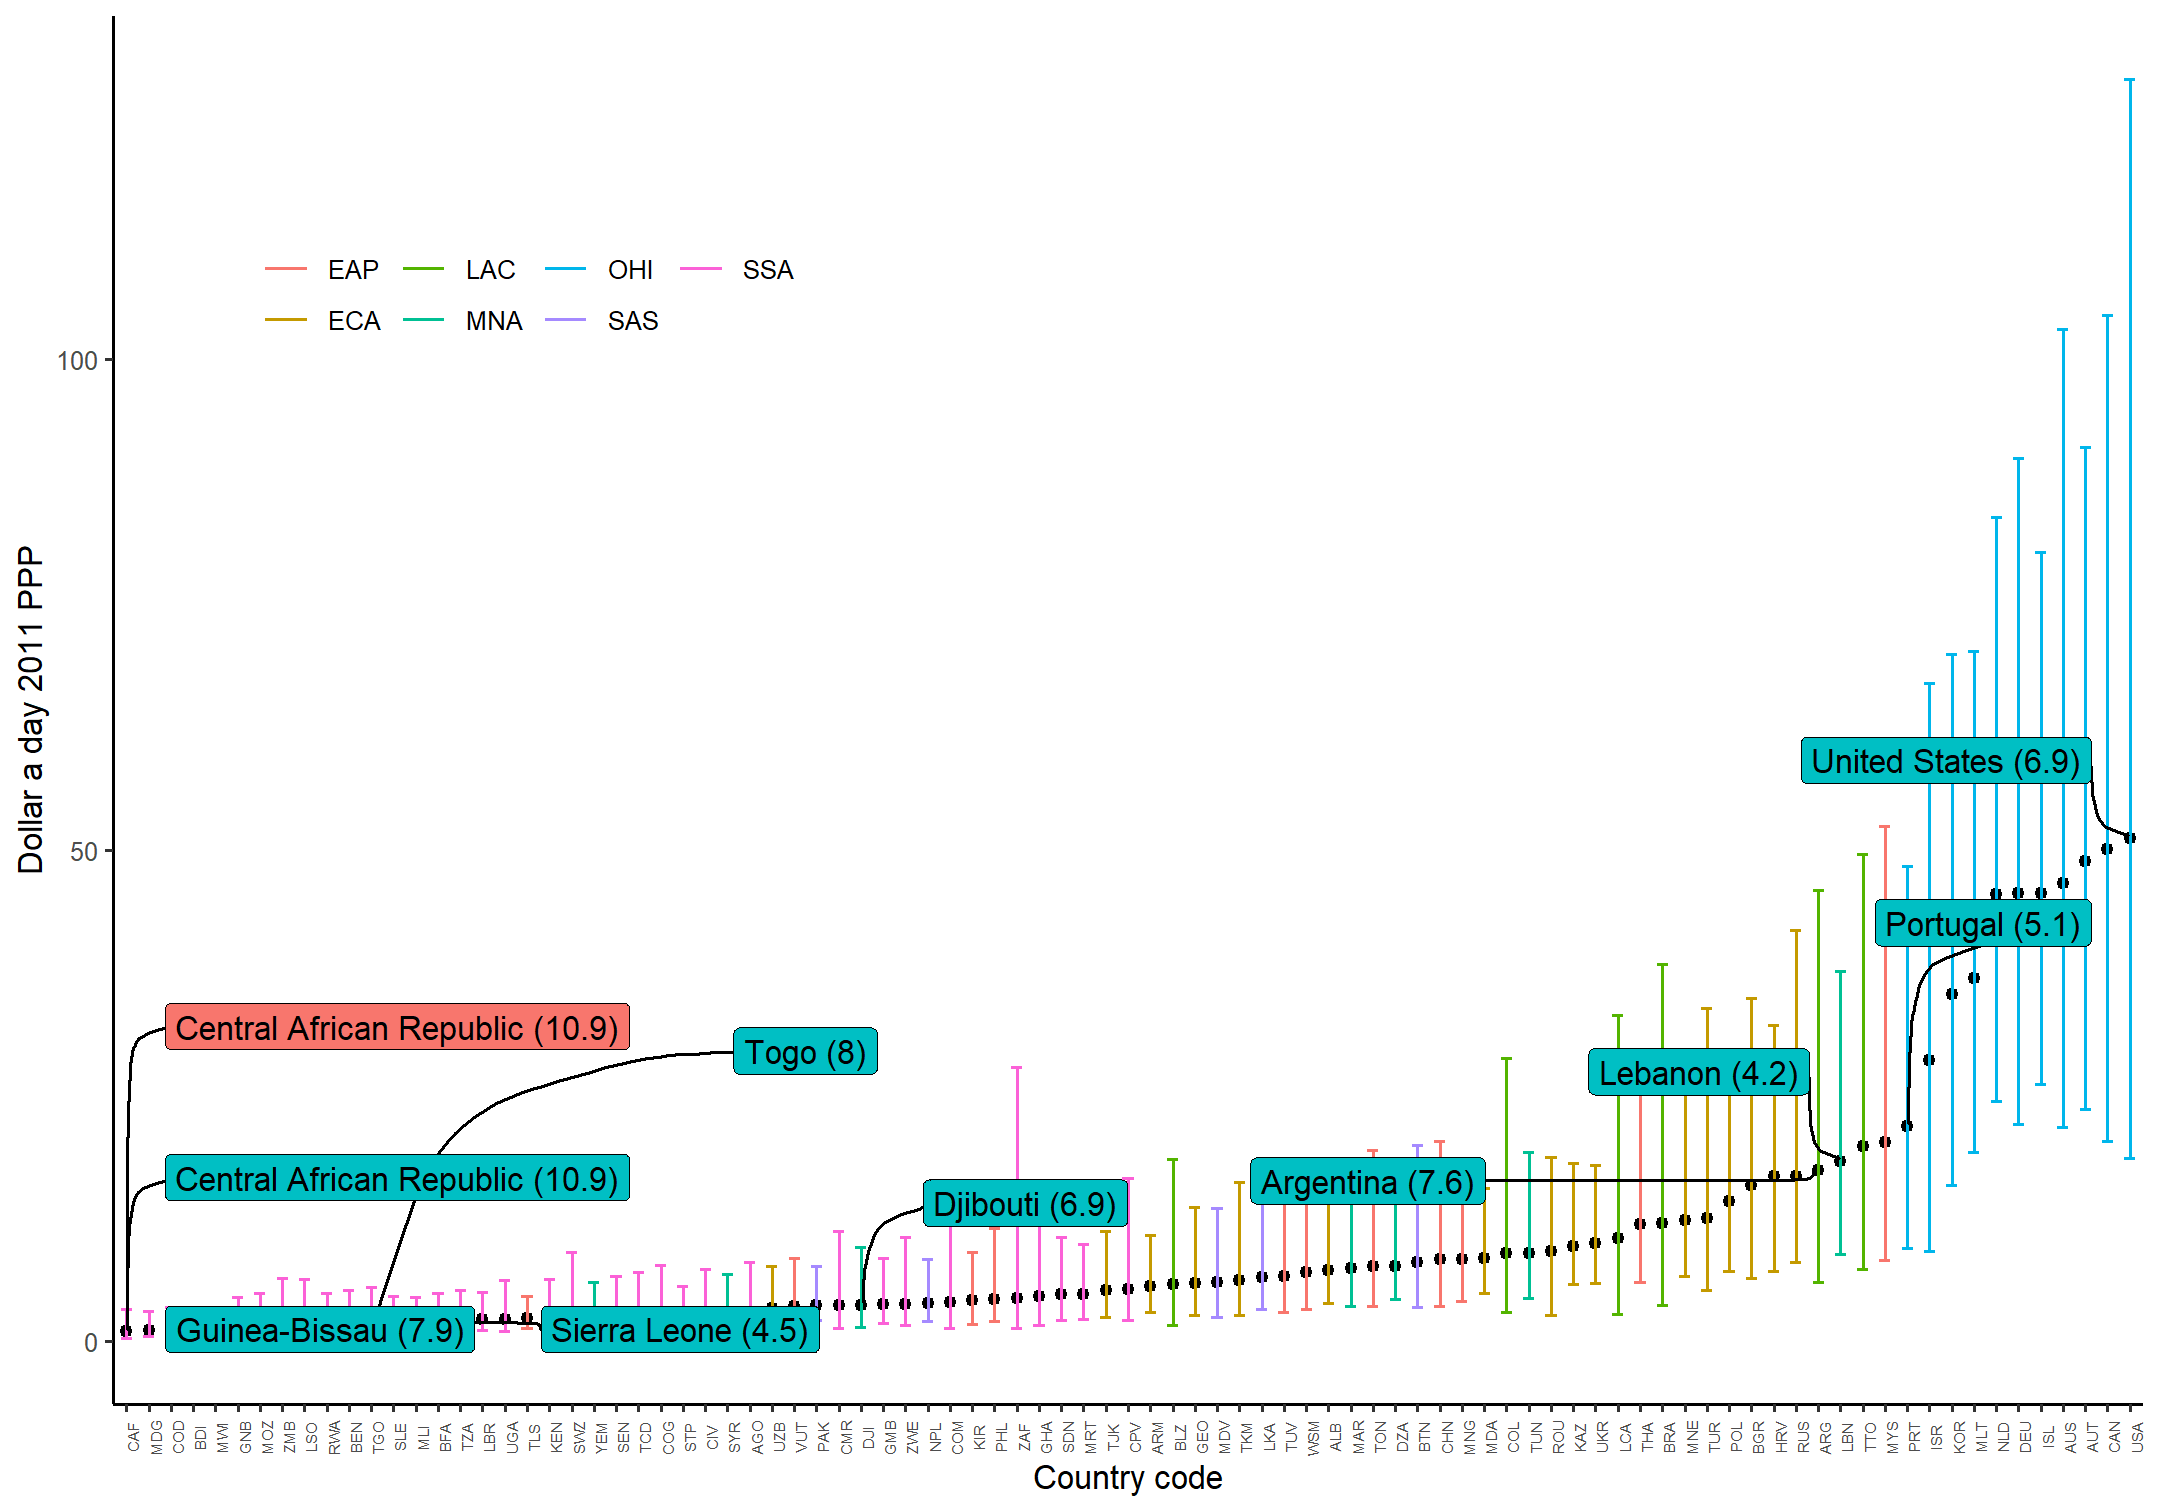 EAP LAC OHI SSA
ECA MNA SAS
100
50
0
Dollar a day 2011 PPP
United States (6.9)
Portugal (5.1)
Central African Republic (10.9)
Togo (8)
Lebanon (4.2)
Central African Republic (10.9)
Argentina (7.6)
Djibouti (6.9)
Guinea-Bissau (7.9)
Sierra Leone (4.5)
CAF MDG COD BDI MWI GNB MOZ ZMB LSO RWA BEN TGO SLE MLI BFA TZA LBR UGA TLS KEN SWZ YEM SEN TCD COG STP CIV SYR AGO UZB VUT PAK CMR DJI GMB ZWE NPL COM KIR PHL ZAF GHA SDN MRT TJK CPV ARM BLZ GEO MDV TKM LKA TUV WSM ALB MAR TON DZA BTN CHN MNG MDA COL TUN ROU KAZ UKR LCA THA BRA MNE TUR POL BGR HRV RUS ARG LBN TTO MYS PRT ISR KOR MLT NLD DEU ISL AUS AUT CAN USA
Country code